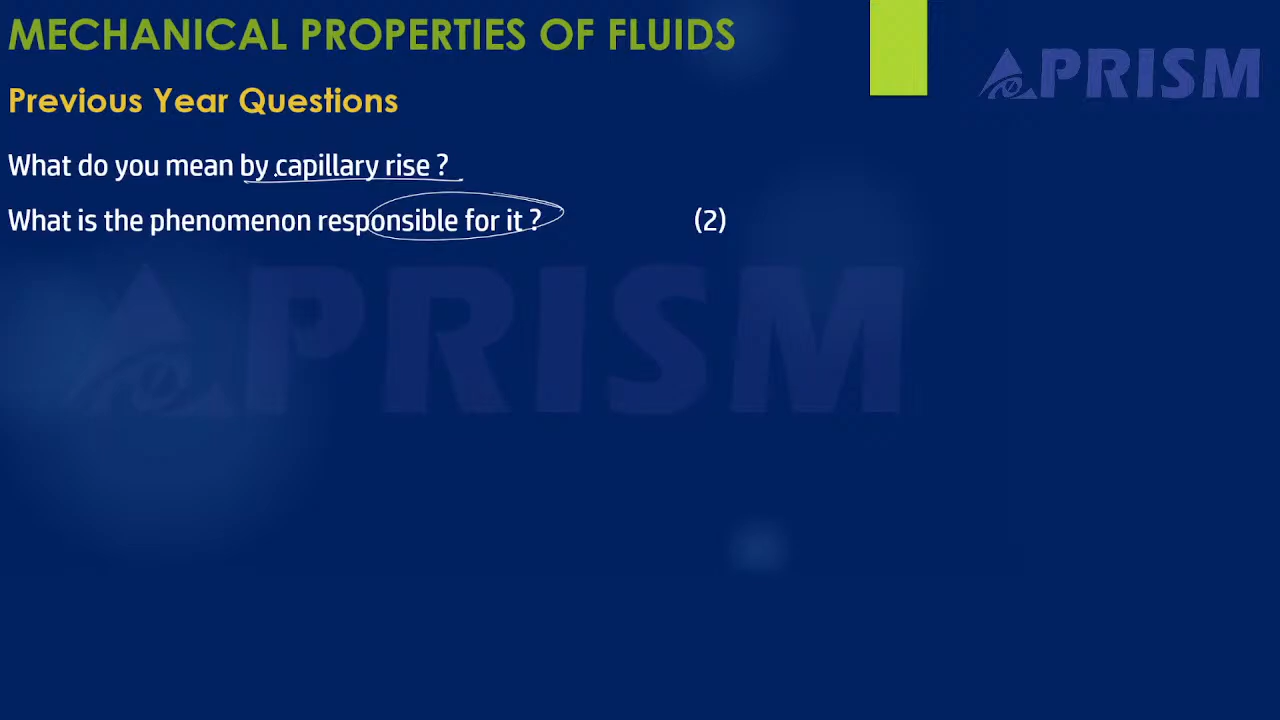 MECHANICAL PROPERTIES OF FLUIDS
PRISM
Previous Year Questions
What do you mean by capillary rise ?
What is the phenomenon responsible for it ? (2)
PRISM